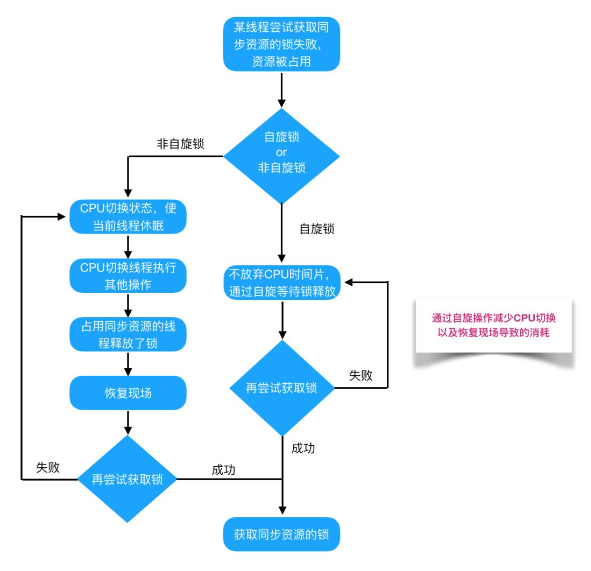 某线程尝试获取同
步资源的锁失败，
资源被占用
自旋锁
or
非自旋锁
非自旋锁
自旋锁
CPU切换状态，使
当前线程休眠
CPU切换线程执行
其他操作
占用同步资源的线
程释放了锁
恢复现场
再尝试获取锁
失败
成功
不放弃CPU时间片，
通过自旋等待锁释放
再尝试获取锁
失败
成功
获取同步资源的锁
通过自旋操作减少CPU切换
以及恢复现场导致的消耗